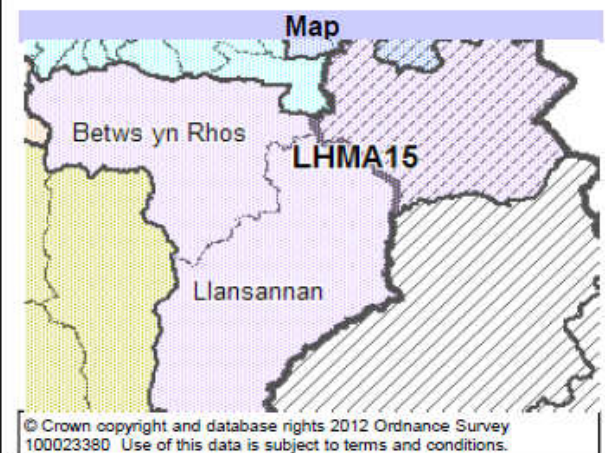 Map
Betws yn Rhos
LHMA15
Llansannan
© Crown copyright and database rights 2012 Ordnance Survey
100023380 Use of this data is subject to terms and conditions.